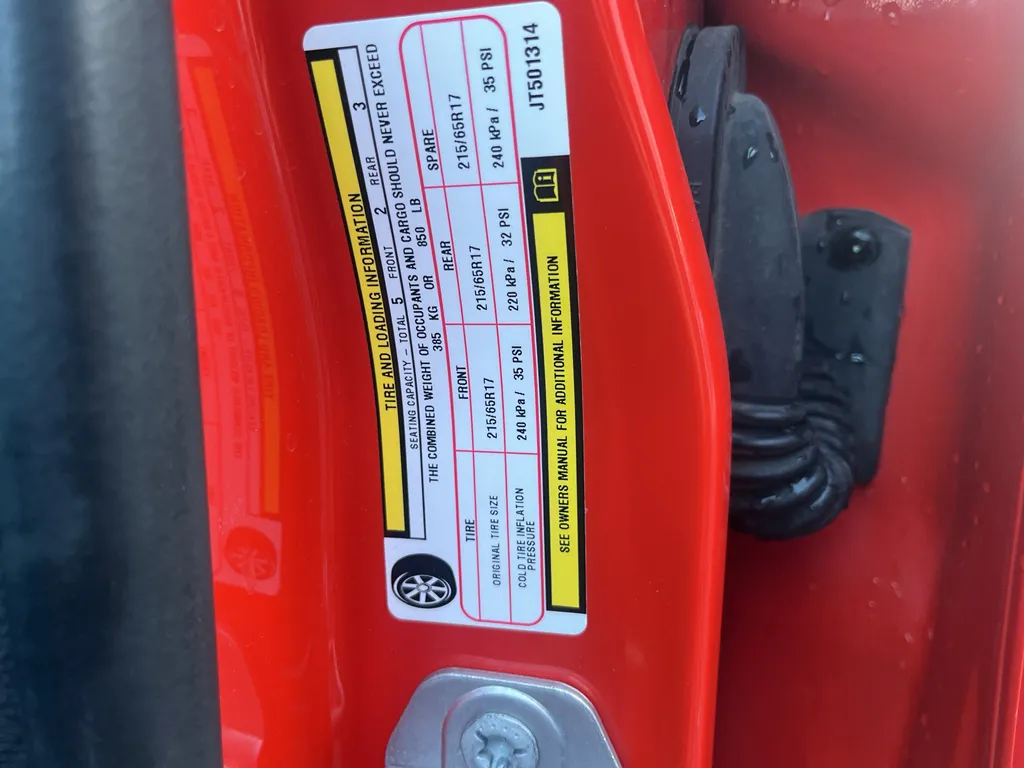 TIRE AND LOADING INFORMATION
SEATING CAPACITY – TOTAL 5 FRONT 2 REAR 3
THE COMBINED WEIGHT OF OCCUPANTS AND CARGO SHOULD NEVER EXCEED
385 KG OR 850 LB
TIRE FRONT REAR SPARE
ORIGINAL TIRE SIZE 215/65R17 215/65R17 215/65R17
COLD TIRE INFLATION PRESSURE 240 kPa / 35 PSI 220 kPa / 32 PSI 240 kPa / 35 PSI
SEE OWNERS MANUAL FOR ADDITIONAL INFORMATION
JT501314